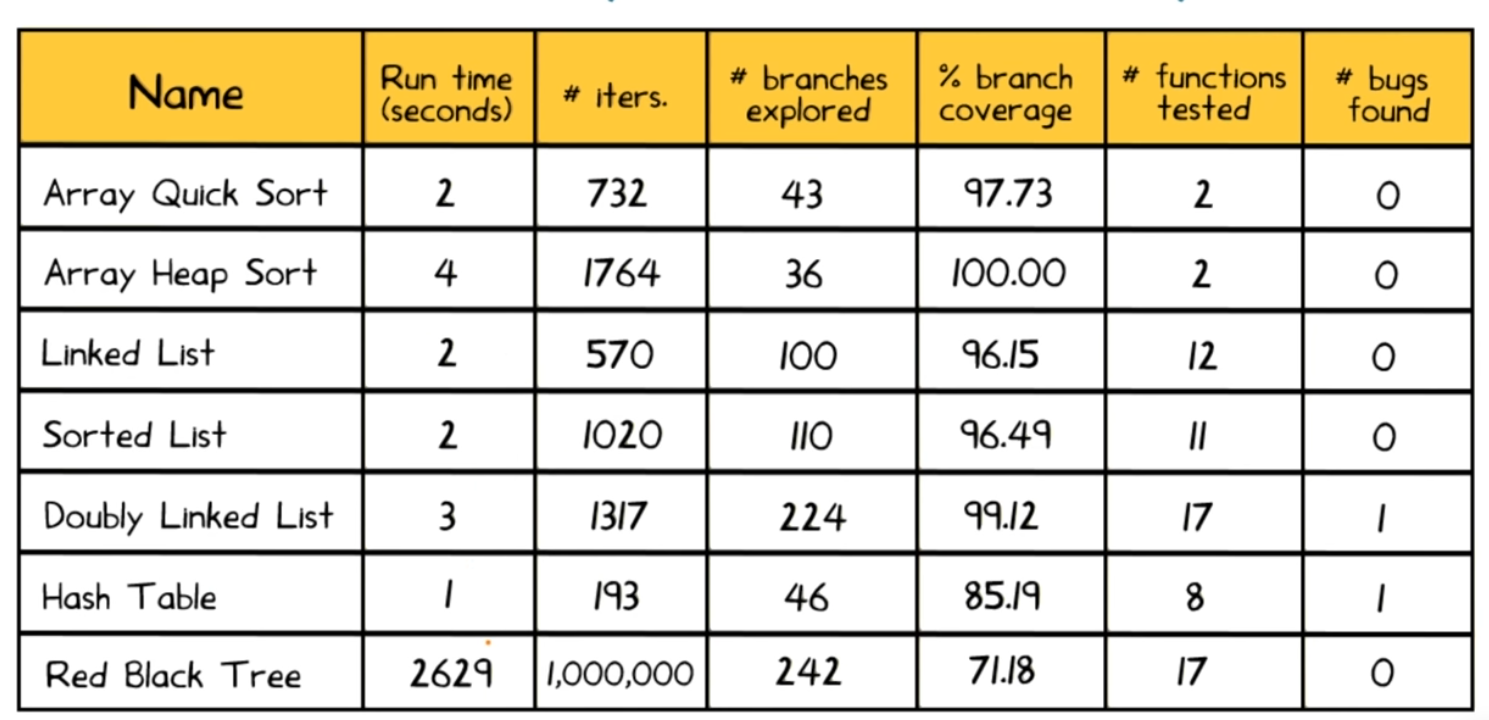 Name | Run time (seconds) | # iters. | # branches explored | % branch coverage | # functions tested | # bugs found
Array Quick Sort | 2 | 732 | 43 | 97.73 | 2 | 0
Array Heap Sort | 4 | 1764 | 36 | 100.00 | 2 | 0
Linked List | 2 | 570 | 100 | 96.15 | 12 | 0
Sorted List | 2 | 1020 | 110 | 96.49 | 11 | 0
Doubly Linked List | 3 | 1317 | 224 | 99.12 | 17 | 1
Hash Table | 1 | 193 | 46 | 85.19 | 8 | 1
Red Black Tree | 2629 | 1,000,000 | 242 | 71.18 | 17 | 0